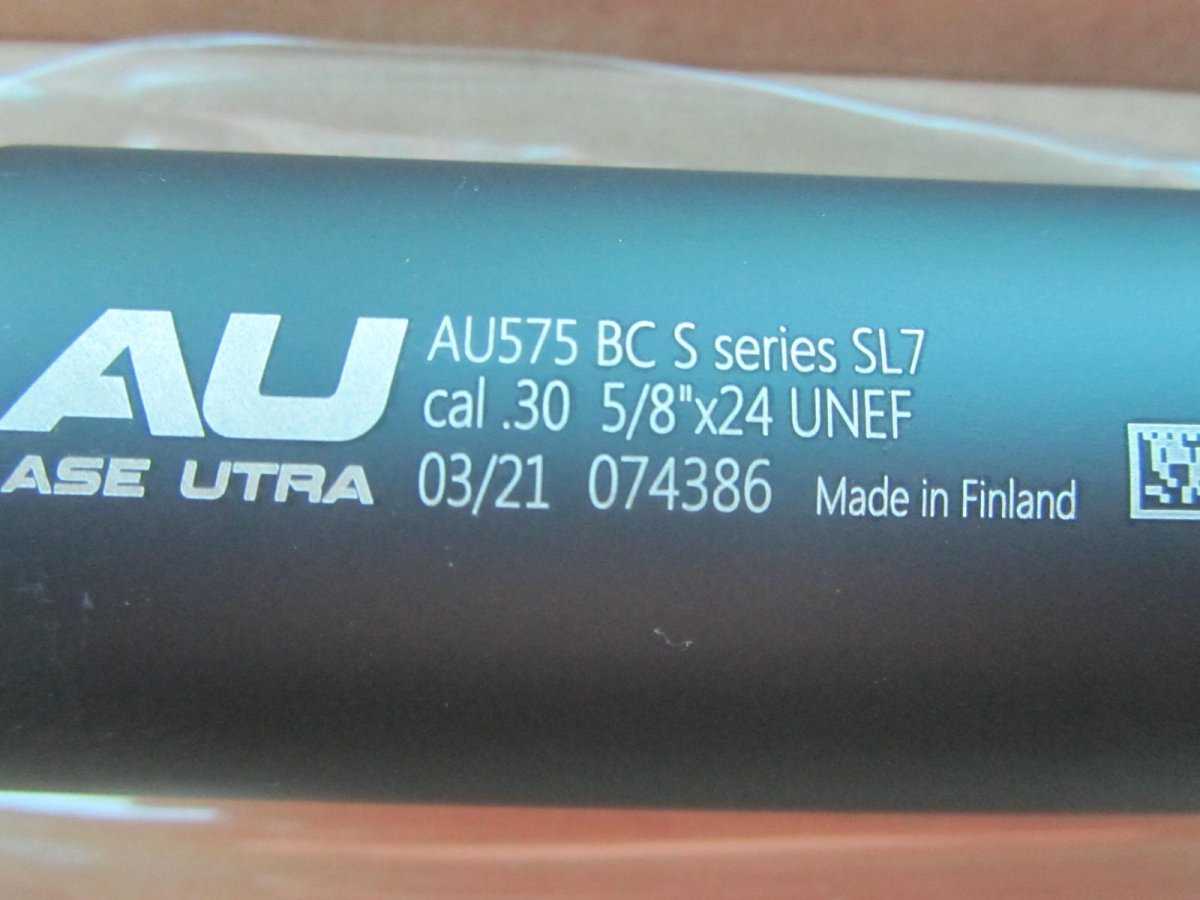 AU
ASE UTRA
AU575 BC S series SL7
cal .30 5/8"x24 UNEF
03/21 074386 Made in Finland